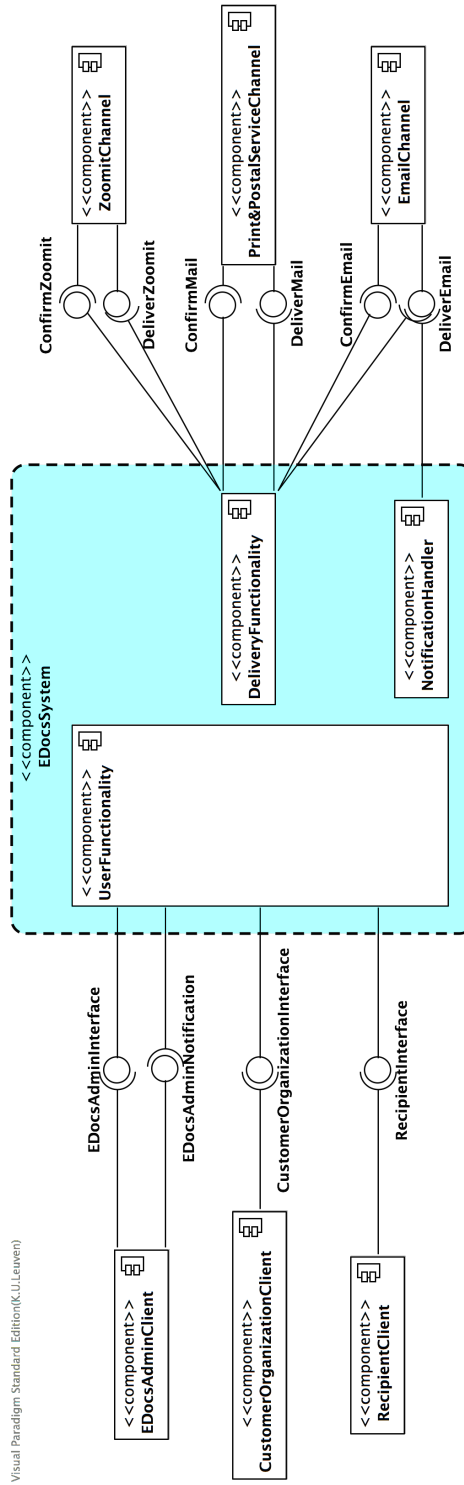 Visual Paradigm Standard Edition(K.U.Leuven)
<<component>>
EDocsSystem
<<component>>
EDocsAdminClient
EDocsAdminInterface
EDocsAdminNotification
<<component>>
CustomerOrganizationClient
CustomerOrganizationInterface
<<component>>
RecipientClient
RecipientInterface
<<component>>
UserFunctionality
<<component>>
DeliveryFunctionality
<<component>>
NotificationHandler
ConfirmZoomit
DeliverZoomit
<<component>>
ZoomitChannel
ConfirmMail
DeliverMail
<<component>>
Print&PostalServiceChannel
ConfirmEmail
DeliverEmail
<<component>>
EmailChannel